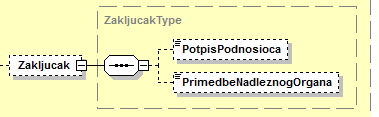 ZakljucakType
Zakljucak
PotpisPodnosioca
PrimedbeNadleznogOrgana